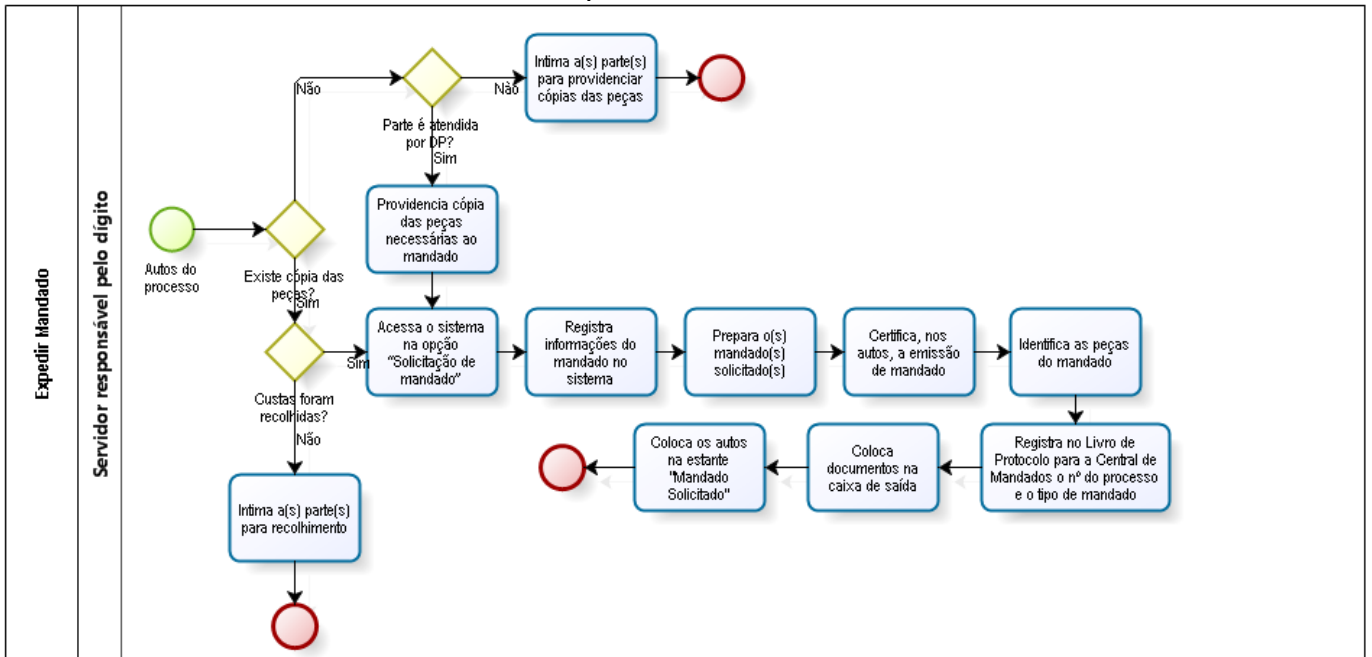 Expedir Mandado
Servidor responsável pelo dígito
Autos do
processo
Existe cópia das
peças?
Não
Sim
Parte é atendida
por DP?
Não
Sim
Intima a(s) parte(s)
para providenciar
cópias das peças
Providencia cópia
das peças
necessárias ao
mandado
Custas foram
recolhidas?
Sim
Não
Intima a(s) parte(s)
para recolhimento
Acessa o sistema
na opção
"Solicitação de
mandado"
Registra
informações do
mandado no
sistema
Prepara o(s)
mandado(s)
solicitado(s)
Certifica, nos
autos, a emissão
de mandado
Identifica as peças
do mandado
Registra no Livro de
Protocolo para a Central de
Mandados o nº do processo
e o tipo de mandado
Coloca
documentos na
caixa de saída
Coloca os autos
na estante
"Mandado
Solicitado"